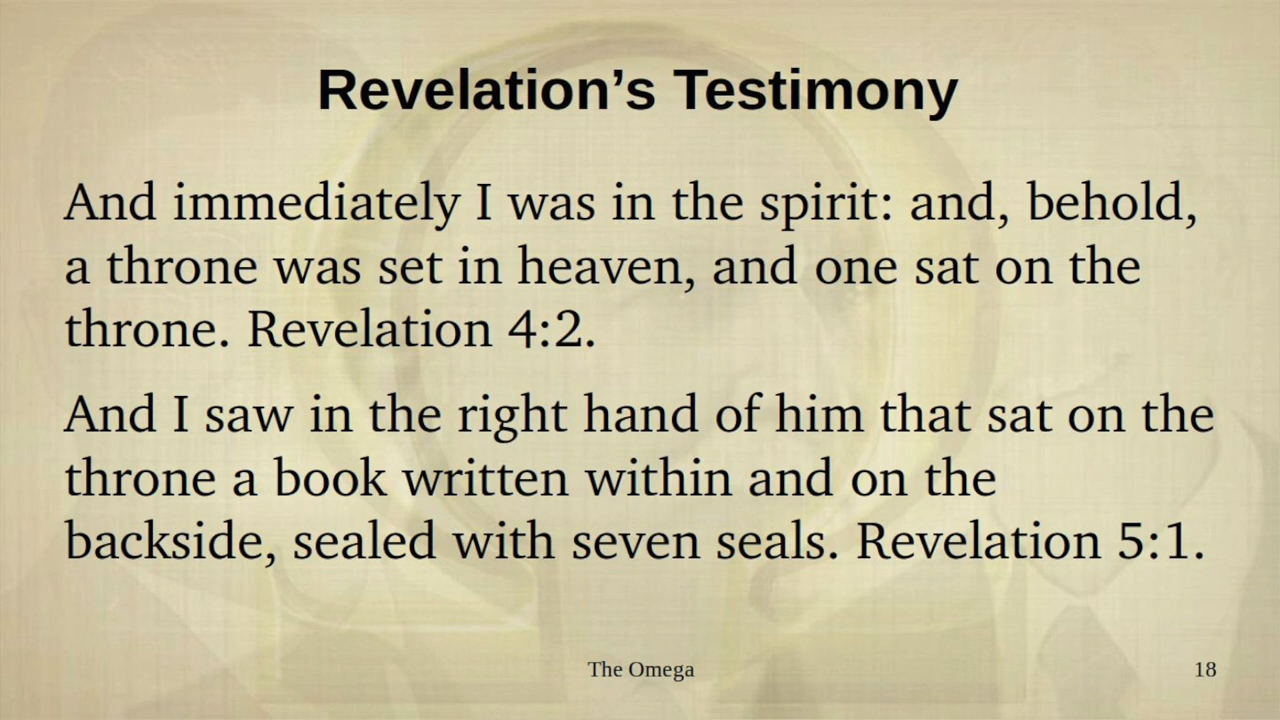 Revelation’s Testimony
And immediately I was in the spirit: and, behold,
a throne was set in heaven, and one sat on the
throne. Revelation 4:2.
And I saw in the right hand of him that sat on the
throne a book written within and on the
backside, sealed with seven seals. Revelation 5:1.
The Omega
18